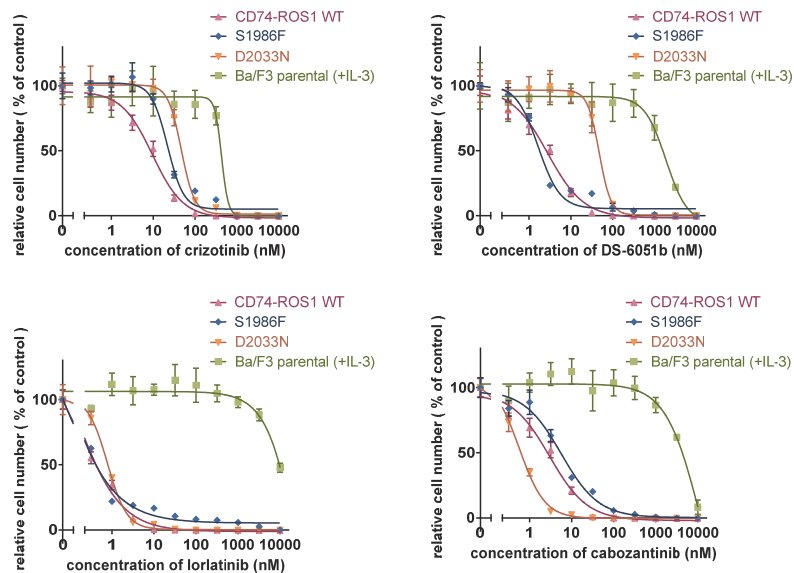 CD74-ROS1 WT
S1986F
D2033N
Ba/F3 parental (+IL-3)
relative cell number ( % of control)
100
50
0
0 1 10 100 1000 10000
concentration of crizotinib (nM)
CD74-ROS1 WT
S1986F
D2033N
Ba/F3 parental (+IL-3)
relative cell number ( % of control)
100
50
0
0 1 10 100 1000 10000
concentration of DS-6051b (nM)
CD74-ROS1 WT
S1986F
D2033N
Ba/F3 parental (+IL-3)
relative cell number ( % of control)
100
50
0
0 1 10 100 1000 10000
concentration of lorlatinib (nM)
CD74-ROS1 WT
S1986F
D2033N
Ba/F3 parental (+IL-3)
relative cell number ( % of control)
100
50
0
0 1 10 100 1000 10000
concentration of cabozantinib (nM)